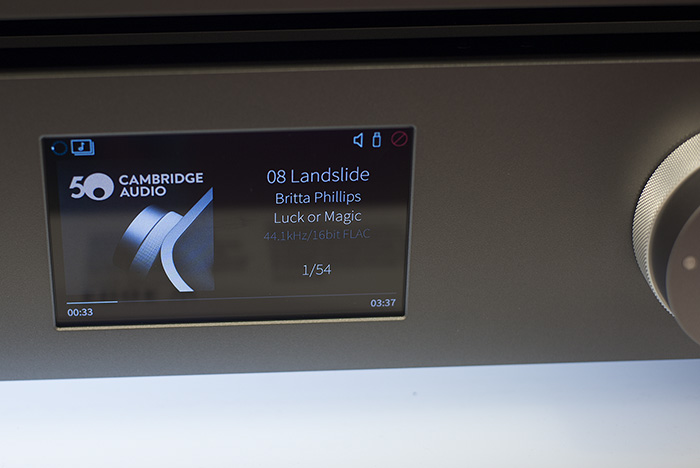 50 CAMBRIDGE
AUDIO
08 Landslide
Britta Phillips
Luck or Magic
44.1kHz/16bit FLAC
1/54
00:33
03:37